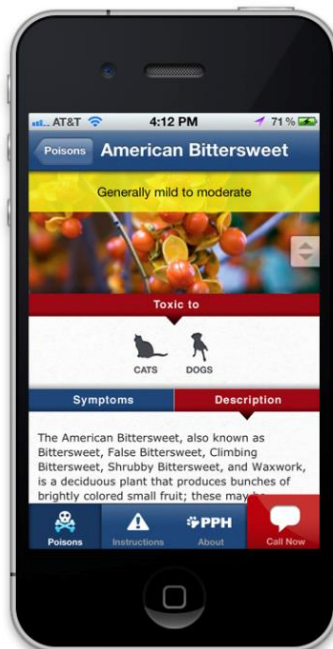 AT&T 4:12 PM 71%
Poisons American Bittersweet
Generally mild to moderate
Toxic to
CATS DOGS
Symptoms Description
The American Bittersweet, also known as
Bittersweet, False Bittersweet, Climbing
Bittersweet, Shrubby Bittersweet, and Waxwork,
is a deciduous plant that produces bunches of
brightly colored small fruit; these may be
Poisons Instructions PPH About Call Now